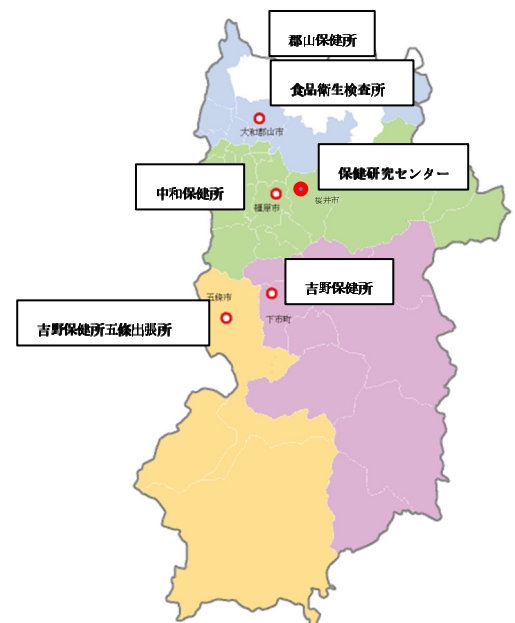 郡山保健所
食品衛生検査所
大和郡山市
保健研究センター
中和保健所
橿原市
桜井市
吉野保健所
五條市
下市町
吉野保健所五條出張所